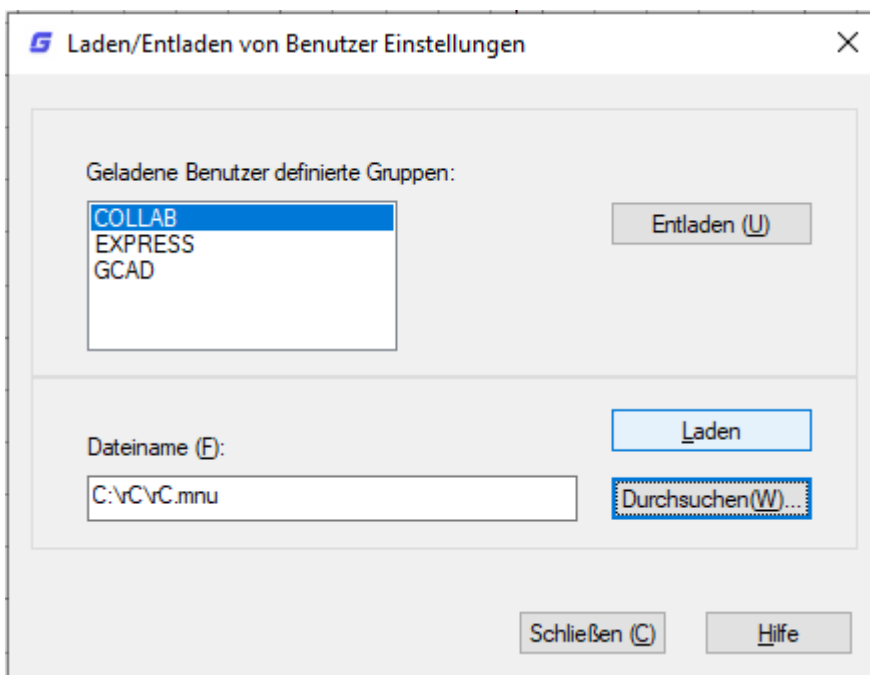 Laden/Entladen von Benutzer Einstellungen
Geladene Benutzer definierte Gruppen:
COLLAB
EXPRESS
GCAD
Entladen (U)
Laden
Dateiname (F):
C:\rC\rC.mnu
Durchsuchen(W)...
Schließen (C)
Hilfe